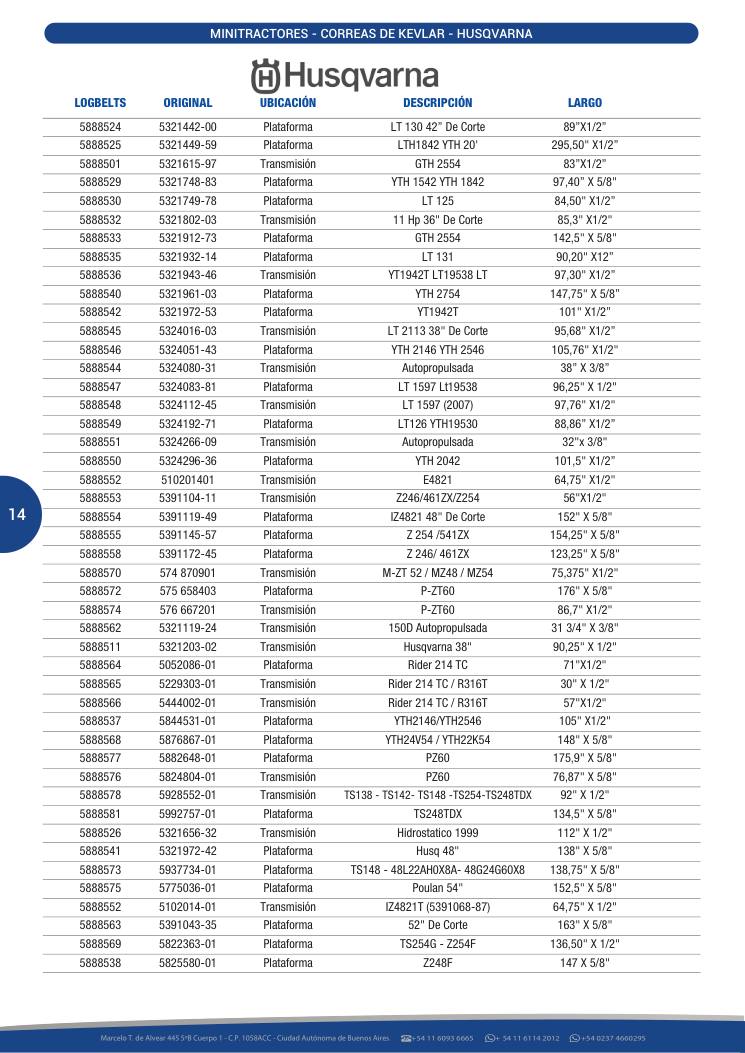 MINITRACTORES - CORREAS DE KEVLAR - HUSQVARNA
Husqvarna
LOGBELTS ORIGINAL UBICACIÓN DESCRIPCIÓN LARGO
5888524 5321442-00 Plataforma LT 130 42” De Corte 89”X1/2”
5888525 5321449-59 Plataforma LTH1842 YTH 20' 295,50" X1/2”
5888501 5321615-97 Transmisión GTH 2554 83”X1/2”
5888529 5321748-83 Plataforma YTH 1542 YTH 1842 97,40” X 5/8"
5888530 5321749-78 Plataforma LT 125 84,50" X1/2”
5888532 5321802-03 Transmisión 11 Hp 36" De Corte 85,3" X1/2"
5888533 5321912-73 Plataforma GTH 2554 142,5" X 5/8"
5888535 5321932-14 Plataforma LT 131 90,20" X12”
5888536 5321943-46 Transmisión YT1942T LT19538 LT 97,30" X1/2”
5888540 5321961-03 Plataforma YTH 2754 147,75" X 5/8”
5888542 5321972-53 Plataforma YT1942T 101" X1/2”
5888545 5324016-03 Transmisión LT 2113 38" De Corte 95,68" X1/2”
5888546 5324051-43 Plataforma YTH 2146 YTH 2546 105,76" X1/2”
5888544 5324080-31 Transmisión Autopropulsada 38” X 3/8”
5888547 5324083-81 Plataforma LT 1597 Lt19538 96,25" X 1/2"
5888548 5324112-45 Transmisión LT 1597 (2007) 97,76" X1/2"
5888549 5324192-71 Plataforma LT126 YTH19530 88,86" X1/2”
5888551 5324266-09 Transmisión Autopropulsada 32"x 3/8"
5888550 5324296-36 Plataforma YTH 2042 101,5" X1/2”
5888552 510201401 Transmisión E4821 64,75" X1/2"
5888553 5391104-11 Transmisión Z246/461ZX/Z254 56"X1/2"
5888554 5391119-49 Plataforma IZ4821 48" De Corte 152" X 5/8"
5888555 5391145-57 Plataforma Z 254 /541ZX 154,25" X 5/8"
5888558 5391172-45 Plataforma Z 246/ 461ZX 123,25" X 5/8"
5888570 574 870901 Transmisión M-ZT 52 / MZ48 / MZ54 75,375" X1/2"
5888572 575 658403 Plataforma P-ZT60 176" X 5/8"
5888574 576 667201 Transmisión P-ZT60 86,7" X1/2"
5888562 5321119-24 Transmisión 150D Autopropulsada 31 3/4" X 3/8"
5888511 5321203-02 Transmisión Husqvarna 38" 90,25" X 1/2"
5888564 5052086-01 Plataforma Rider 214 TC 71"X1/2"
5888565 5229303-01 Transmisión Rider 214 TC / R316T 30" X 1/2"
5888566 5444002-01 Transmisión Rider 214 TC / R316T 57"X1/2"
5888537 5844531-01 Plataforma YTH2146/YTH2546 105" X1/2"
5888568 5876867-01 Plataforma YTH24V54 / YTH22K54 148" X 5/8"
5888577 5882648-01 Plataforma PZ60 175,9" X 5/8"
5888576 5824804-01 Transmisión PZ60 76,87" X 5/8"
5888578 5928552-01 Transmisión TS138 - TS142- TS148 -TS254-TS248TDX 92" X 1/2"
5888581 5992757-01 Plataforma TS248TDX 134,5" X 5/8"
5888526 5321656-32 Transmisión Hidrostatico 1999 112" X 1/2"
5888541 5321972-42 Plataforma Husq 48" 138" X 5/8"
5888573 5937734-01 Plataforma TS148 - 48L22AH0X8A- 48G24G60X8 138,75" X 5/8"
5888575 5775036-01 Plataforma Poulan 54" 152,5" X 5/8"
5888552 5102014-01 Transmisión IZ4821T (5391068-87) 64,75" X 1/2"
5888563 5391043-35 Plataforma 52" De Corte 163" X 5/8"
5888569 5822363-01 Plataforma TS254G - Z254F 136,50" X 1/2"
5888538 5825580-01 Plataforma Z248F 147 X 5/8"
14
Marcelo T. de Alvear 445 5ºB Cuerpo 1 - C.P. 1058ACC - Ciudad Autónoma de Buenos Aires +54 11 6093 6665 + 54 11 6114 2012 +54 0237 4660295